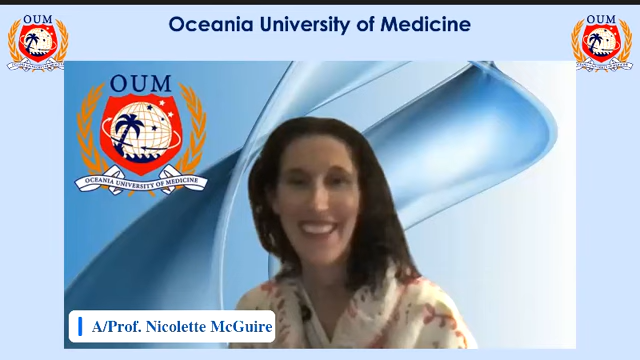 Oceania University of Medicine
OUM
OUM
OUM
OCEANIA UNIVERSITY OF MEDICINE
A/Prof. Nicolette McGuire